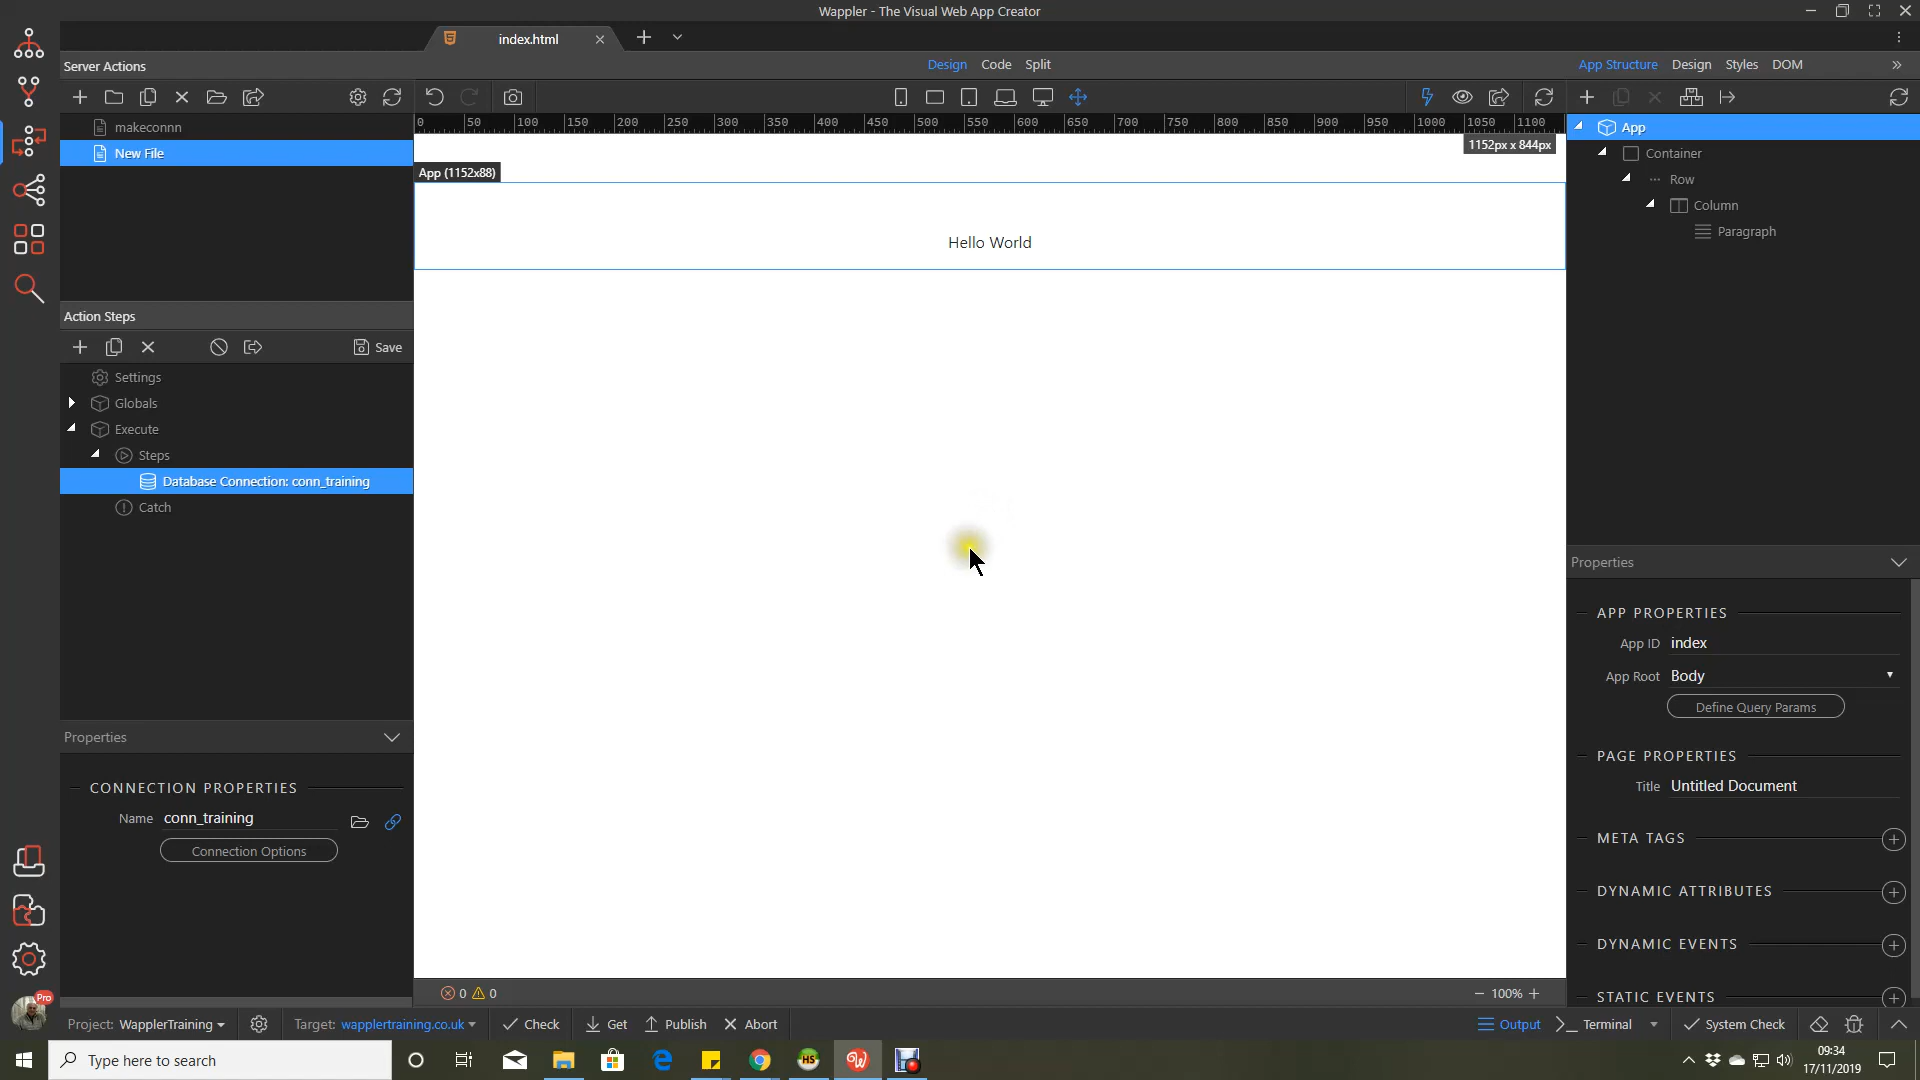 Wappler - The Visual Web App Creator
index.html
Server Actions
Design Code Split
App Structure Design Styles DOM
makeconnn
New File
0 50 100 150 200 250 300 350 400 450 500 550 600 650 700 750 800 850 900 950 1000 1050 1100
1152px x 844px
App (1152x88)
Hello World
App
Container
Row
Column
Paragraph
Action Steps
Save
Settings
Globals
Execute
Steps
Database Connection: conn_training
Catch
Properties
CONNECTION PROPERTIES
Name conn_training
Connection Options
Properties
APP PROPERTIES
App ID index
App Root Body
Define Query Params
PAGE PROPERTIES
Title Untitled Document
META TAGS
DYNAMIC ATTRIBUTES
DYNAMIC EVENTS
STATIC EVENTS
0 0
100%
Pro
Project: WapplerTraining
Target: wapplertraining.co.uk
Check
Get
Publish
Abort
Output
Terminal
System Check
Type here to search
HS
09:34
17/11/2019